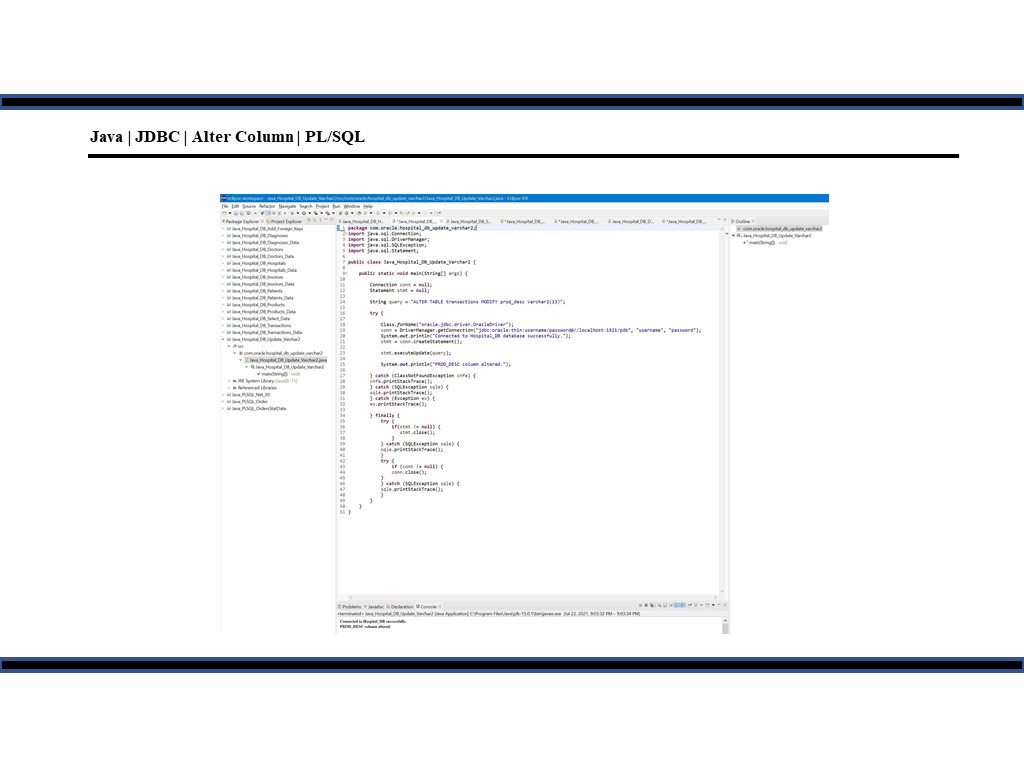 Java | JDBC | Alter Column | PL/SQL
eclipse-workspace - Java_Hospital_DB_Update_Varchar2/src/com/oracle/hospital_db_update_varchar2/Java_Hospital_DB_Update_Varchar2.java - Eclipse IDE
File Edit Source Refactor Navigate Search Project Run Window Help
Package Explorer Project Explorer
Java_Hospital_DB_Add_Foreign_Keys
Java_Hospital_DB_Diagnoses
Java_Hospital_DB_Diagnoses_Data
Java_Hospital_DB_Doctors
Java_Hospital_DB_Doctors_Data
Java_Hospital_DB_Hospitals
Java_Hospital_DB_Hospitals_Data
Java_Hospital_DB_Invoices
Java_Hospital_DB_Invoices_Data
Java_Hospital_DB_Patients
Java_Hospital_DB_Patients_Data
Java_Hospital_DB_Products
Java_Hospital_DB_Products_Data
Java_Hospital_DB_Select_Data
Java_Hospital_DB_Transactions
Java_Hospital_DB_Transactions_Data
Java_Hospital_DB_Update_Varchar2
src
com.oracle.hospital_db_update_varchar2
Java_Hospital_DB_Update_Varchar2.java
Java_Hospital_DB_Update_Varchar2
main(String[]) : void
JRE System Library [JavaSE-15]
Referenced Libraries
Java_PLSQL_Net_30
Java_PLSQL_Order
Java_PLSQL_OrdersStatData
Java_Hospital_DB_H... *Java_Hospital_DB_... Java_Hospital_DB_S... *Java_Hospital_DB_... *Java_Hospital_DB_... Java_Hospital_DB_D... *Java_Hospital_DB_...
1 package com.oracle.hospital_db_update_varchar2;
2 import java.sql.Connection;
3 import java.sql.DriverManager;
4 import java.sql.SQLException;
5 import java.sql.Statement;
6
7 public class Java_Hospital_DB_Update_Varchar2 {
8
9 public static void main(String[] args) {
10
11 Connection conn = null;
12 Statement stmt = null;
13
14 String query = "ALTER TABLE transactions MODIFY prod_desc varchar2(13)";
15
16 try {
17
18 Class.forName("oracle.jdbc.driver.OracleDriver");
19 conn = DriverManager.getConnection("jdbc:oracle:thin:username/password@//localhost:1521/pdb", "username", "password");
20 System.out.println("Connected to Hospital_DB database successfully.");
21 stmt = conn.createStatement();
22
23 stmt.executeUpdate(query);
24
25 System.out.println("PROD_DESC column altered.");
26
27 } catch (ClassNotFoundException cnfe) {
28 cnfe.printStackTrace();
29 } catch (SQLException sqle) {
30 sqle.printStackTrace();
31 } catch (Exception ex) {
32 ex.printStackTrace();
33
34 } finally {
35 try {
36 if(stmt != null) {
37 stmt.close();
38 }
39 } catch (SQLException sqle) {
40 sqle.printStackTrace();
41 }
42 try {
43 if (conn != null) {
44 conn.close();
45 }
46 } catch (SQLException sqle) {
47 sqle.printStackTrace();
48 }
49 }
50 }
51 }
Outline
com.oracle.hospital_db_update_varchar2
Java_Hospital_DB_Update_Varchar2
main(String[]) : void
Problems Javadoc Declaration Console
<terminated> Java_Hospital_DB_Update_Varchar2 [Java Application] C:\Program Files\Java\jdk-15.0.1\bin\javaw.exe (Jul 22, 2021, 9:03:32 PM – 9:03:34 PM)
Connected to Hospital_DB successfully.
PROD_DESC column altered.